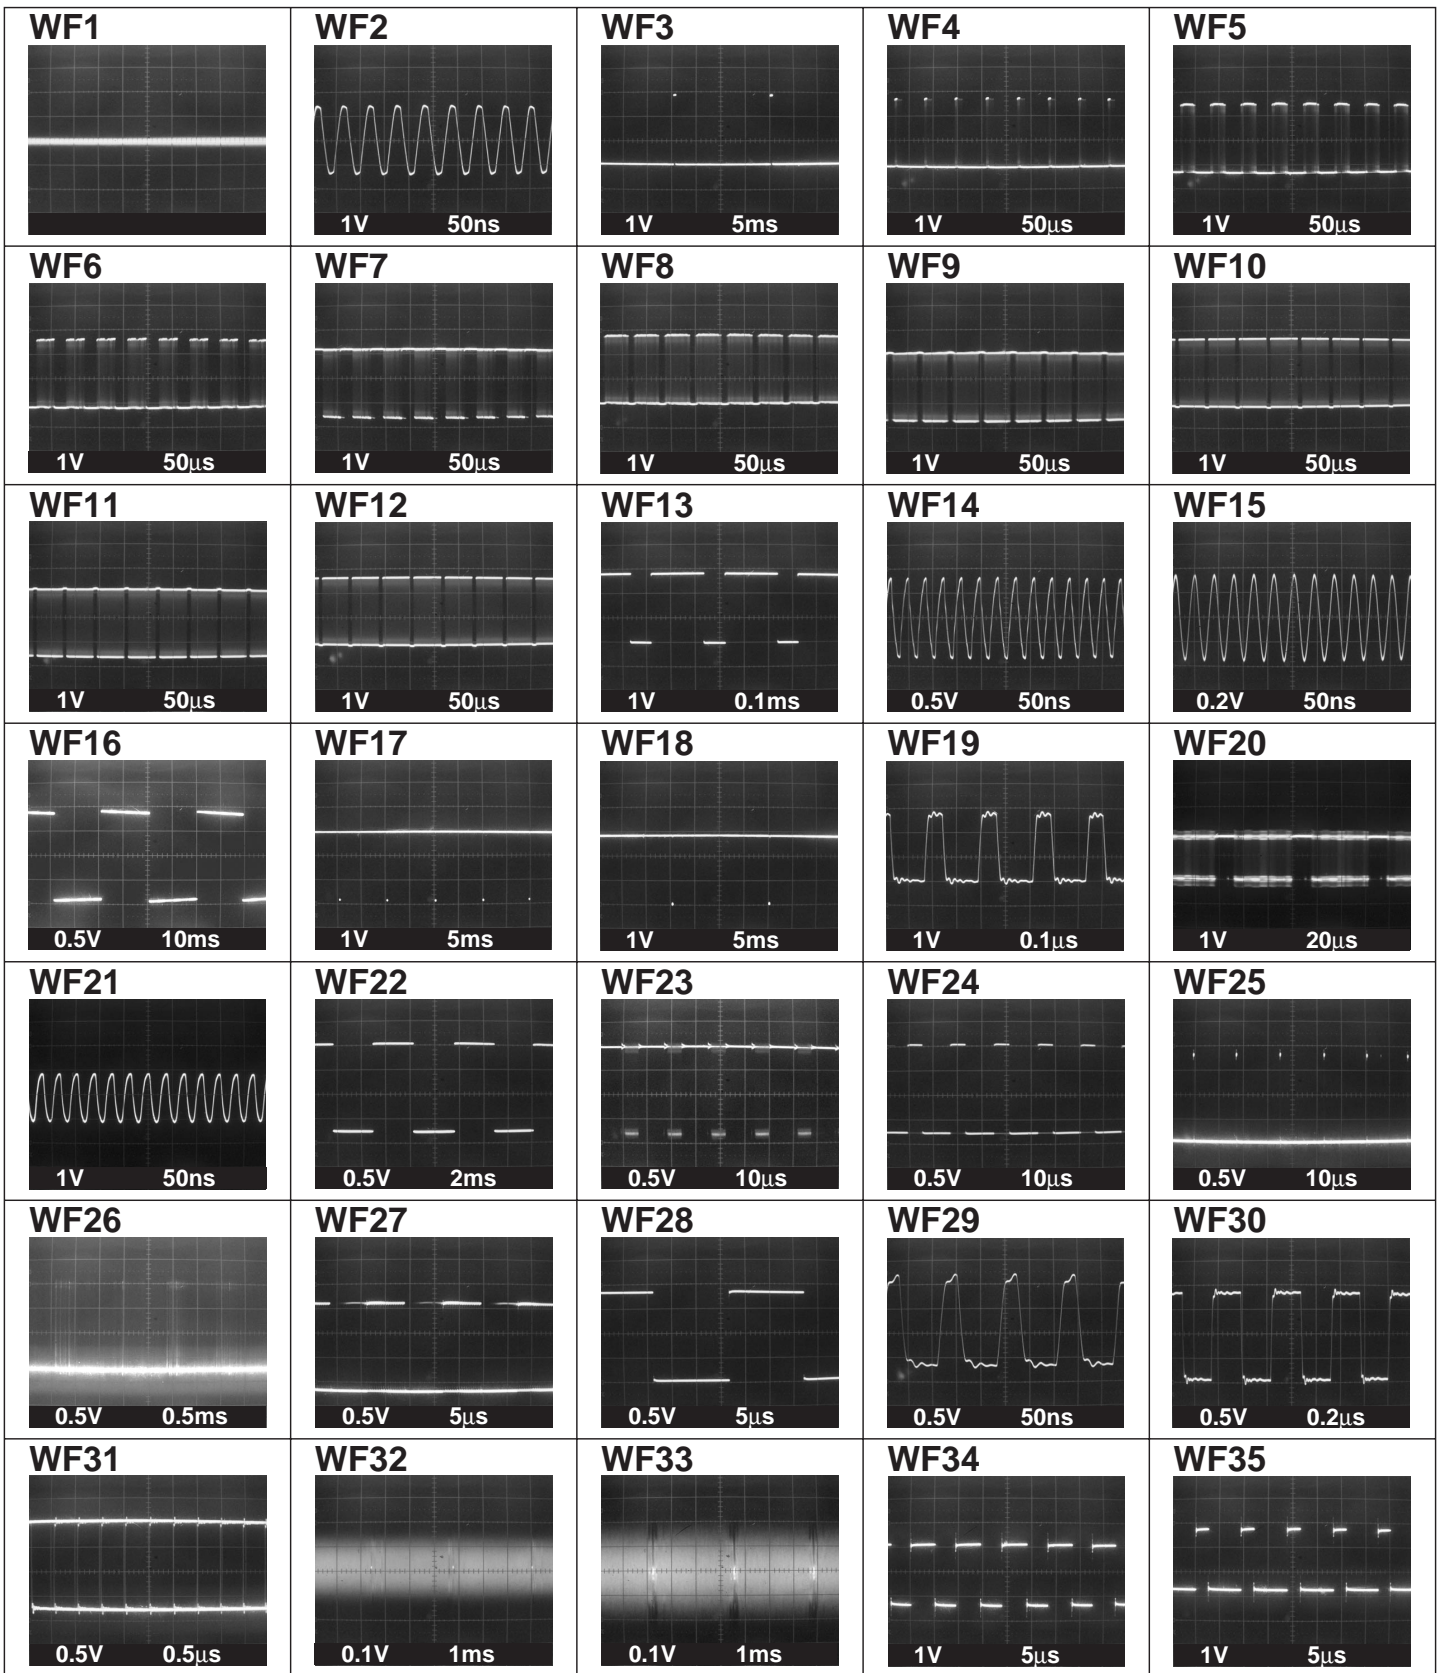 WF1 WF2 WF3 WF4 WF5
1V 50ns 1V 5ms 1V 50μs 1V 50μs
WF6 WF7 WF8 WF9 WF10
1V 50μs 1V 50μs 1V 50μs 1V 50μs 1V 50μs
WF11 WF12 WF13 WF14 WF15
1V 50μs 1V 50μs 1V 0.1ms 0.5V 50ns 0.2V 50ns
WF16 WF17 WF18 WF19 WF20
0.5V 10ms 1V 5ms 1V 5ms 1V 0.1μs 1V 20μs
WF21 WF22 WF23 WF24 WF25
1V 50ns 0.5V 2ms 0.5V 10μs 0.5V 10μs 0.5V 10μs
WF26 WF27 WF28 WF29 WF30
0.5V 0.5ms 0.5V 5μs 0.5V 5μs 0.5V 50ns 0.5V 0.2μs
WF31 WF32 WF33 WF34 WF35
0.5V 0.5μs 0.1V 1ms 0.1V 1ms 1V 5μs 1V 5μs